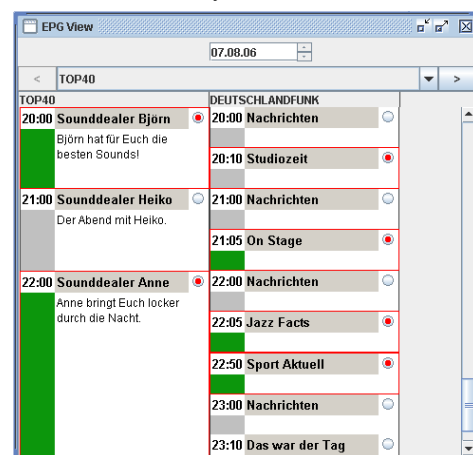 EPG View
07.08.06
< TOP40 >
TOP40
20:00 Sounddealer Björn
Björn hat für Euch die
besten Sounds!
21:00 Sounddealer Heiko
Der Abend mit Heiko.
22:00 Sounddealer Anne
Anne bringt Euch locker
durch die Nacht.
DEUTSCHLANDFUNK
20:00 Nachrichten
20:10 Studiozeit
21:00 Nachrichten
21:05 On Stage
22:00 Nachrichten
22:05 Jazz Facts
22:50 Sport Aktuell
23:00 Nachrichten
23:10 Das war der Tag